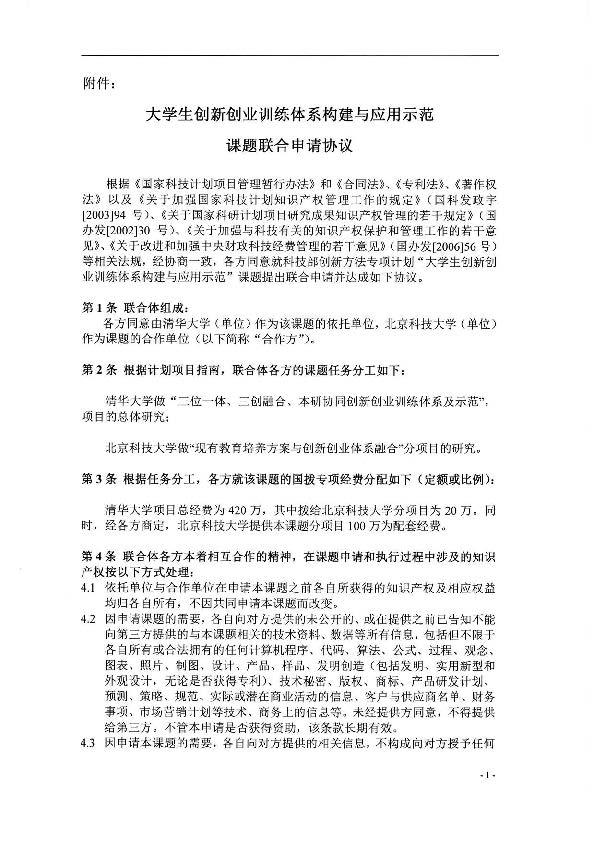 附件：
大学生创新创业训练体系构建与应用示范
课题联合申请协议
根据《国家科技计划项目管理暂行办法》和《合同法》、《专利法》、《著作权
法》以及《关于加强国家科技计划知识产权管理工作的规定》（国科发政字
[2003]94 号）、《关于国家科研计划项目研究成果知识产权管理的若干规定》（国
办发[2002]30 号）、《关于加强与科技有关的知识产权保护和管理工作的若干意
见》、《关于改进和加强中央财政科技经费管理的若干意见》（国办发[2006]56 号）
等相关法规，经协商一致，各方同意就科技部创新方法专项计划“大学生创新创
业训练体系构建与应用示范”课题提出联合申请并达成如下协议。
第 1 条 联合体组成：
各方同意由清华大学（单位）作为该课题的依托单位，北京科技大学（单位）
作为课题的合作单位（以下简称“合作方”）。
第 2 条 根据计划项目指南，联合体各方的课题任务分工如下：
清华大学做“三位一体、三创融合、本研协同创新创业训练体系及示范”，
项目的总体研究；
北京科技大学做“现有教育培养方案与创新创业体系融合”分项目的研究。
第 3 条 根据任务分工，各方就该课题的国拨专项经费分配如下（定额或比例）：
清华大学项目总经费为 420 万，其中拨给北京科技大学分项目为 20 万，同
时，经各方商定，北京科技大学提供本课题分项目 100 万为配套经费。
第 4 条 联合体各方本着相互合作的精神，在课题申请和执行过程中涉及的知识
产权按以下方式处理：
4.1 依托单位与合作单位在申请本课题之前各自所获得的知识产权及相应权益
均归各自所有，不因共同申请本课题而改变。
4.2 因申请课题的需要，各自向对方提供的未公开的、或在提供之前已告知不能
向第三方提供的与本课题相关的技术资料、数据等所有信息，包括但不限于
各自所有或合法拥有的任何计算机程序、代码、算法、公式、过程、观念、
图表、照片、制图、设计、产品、样品、发明创造（包括发明、实用新型和
外观设计，无论是否获得专利）、技术秘密、版权、商标、产品研发计划、
预测、策略、规范、实际或潜在商业活动的信息、客户与供应商名单、财务
事项、市场营销计划等技术、商务上的信息等。未经提供方同意，不得提供
给第三方，不管本申请是否获得资助，该条款长期有效。
4.3 因申请本课题的需要，各自向对方提供的相关信息，不构成向对方授予任何
- 1 -